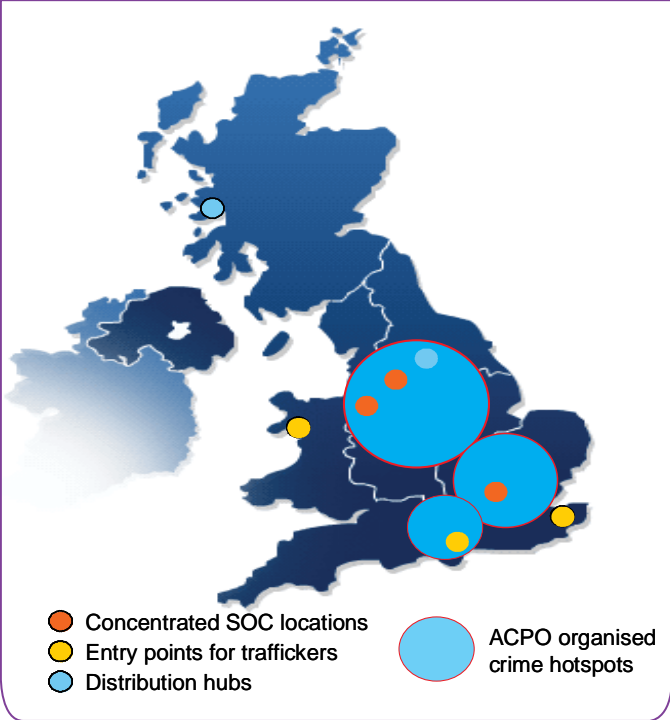 Concentrated SOC locations
Entry points for traffickers
Distribution hubs
ACPO organised
crime hotspots